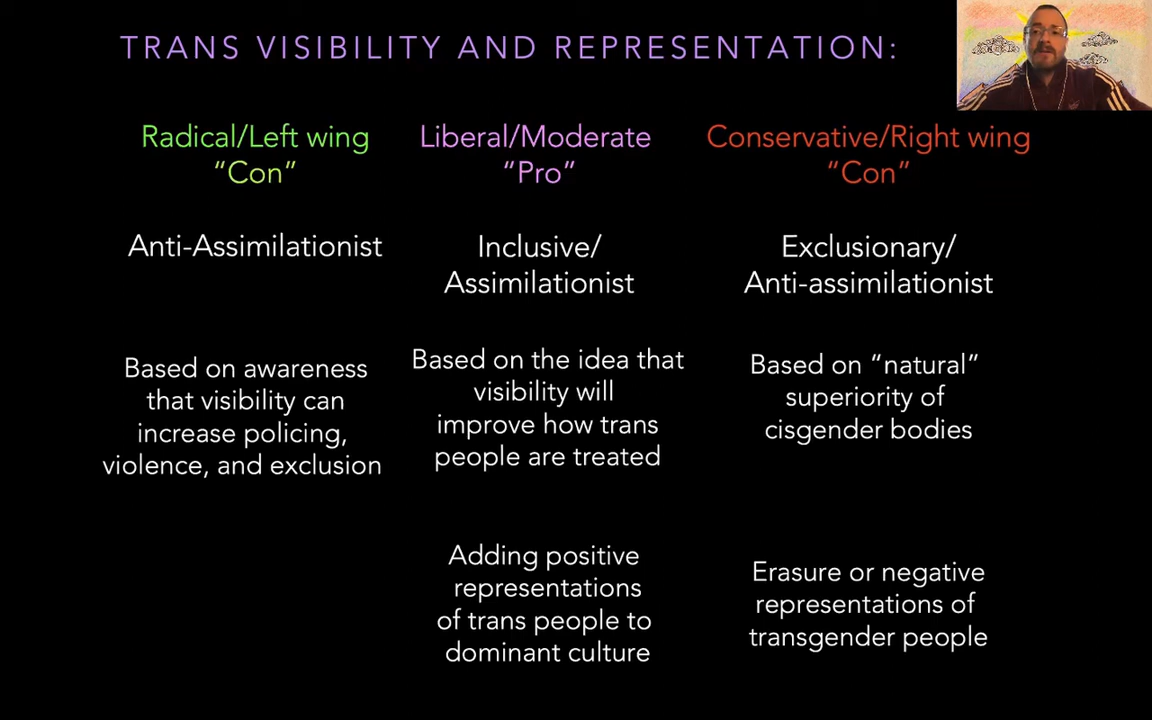 TRANS VISIBILITY AND REPRESENTATION:
Radical/Left wing
“Con”
Anti-Assimilationist
Based on awareness
that visibility can
increase policing,
violence, and exclusion
Liberal/Moderate
“Pro”
Inclusive/
Assimilationist
Based on the idea that
visibility will
improve how trans
people are treated
Adding positive
representations
of trans people to
dominant culture
Conservative/Right wing
“Con”
Exclusionary/
Anti-assimilationist
Based on “natural”
superiority of
cisgender bodies
Erasure or negative
representations of
transgender people